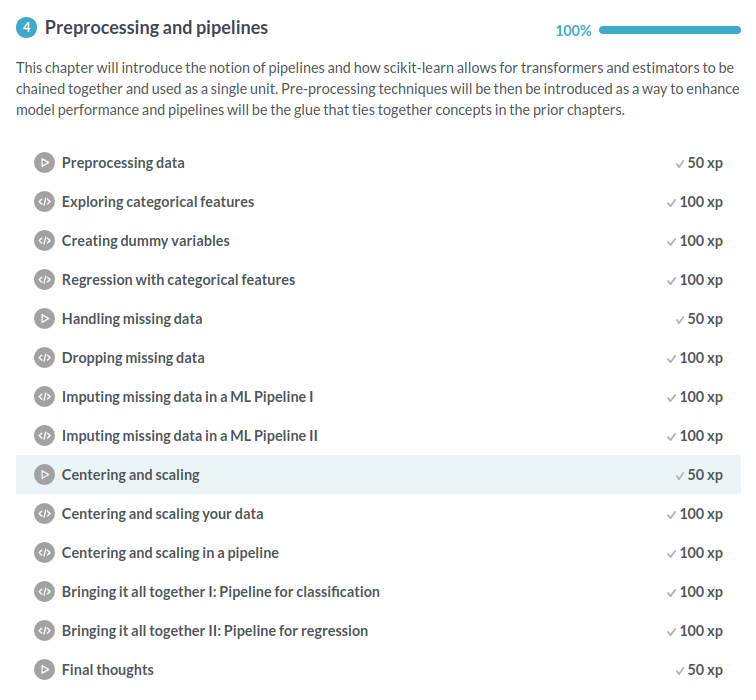 4 Preprocessing and pipelines 100%
This chapter will introduce the notion of pipelines and how scikit-learn allows for transformers and estimators to be
chained together and used as a single unit. Pre-processing techniques will be then be introduced as a way to enhance
model performance and pipelines will be the glue that ties together concepts in the prior chapters.
Preprocessing data 50 xp
Exploring categorical features 100 xp
Creating dummy variables 100 xp
Regression with categorical features 100 xp
Handling missing data 50 xp
Dropping missing data 100 xp
Imputing missing data in a ML Pipeline I 100 xp
Imputing missing data in a ML Pipeline II 100 xp
Centering and scaling 50 xp
Centering and scaling your data 100 xp
Centering and scaling in a pipeline 100 xp
Bringing it all together I: Pipeline for classification 100 xp
Bringing it all together II: Pipeline for regression 100 xp
Final thoughts 50 xp